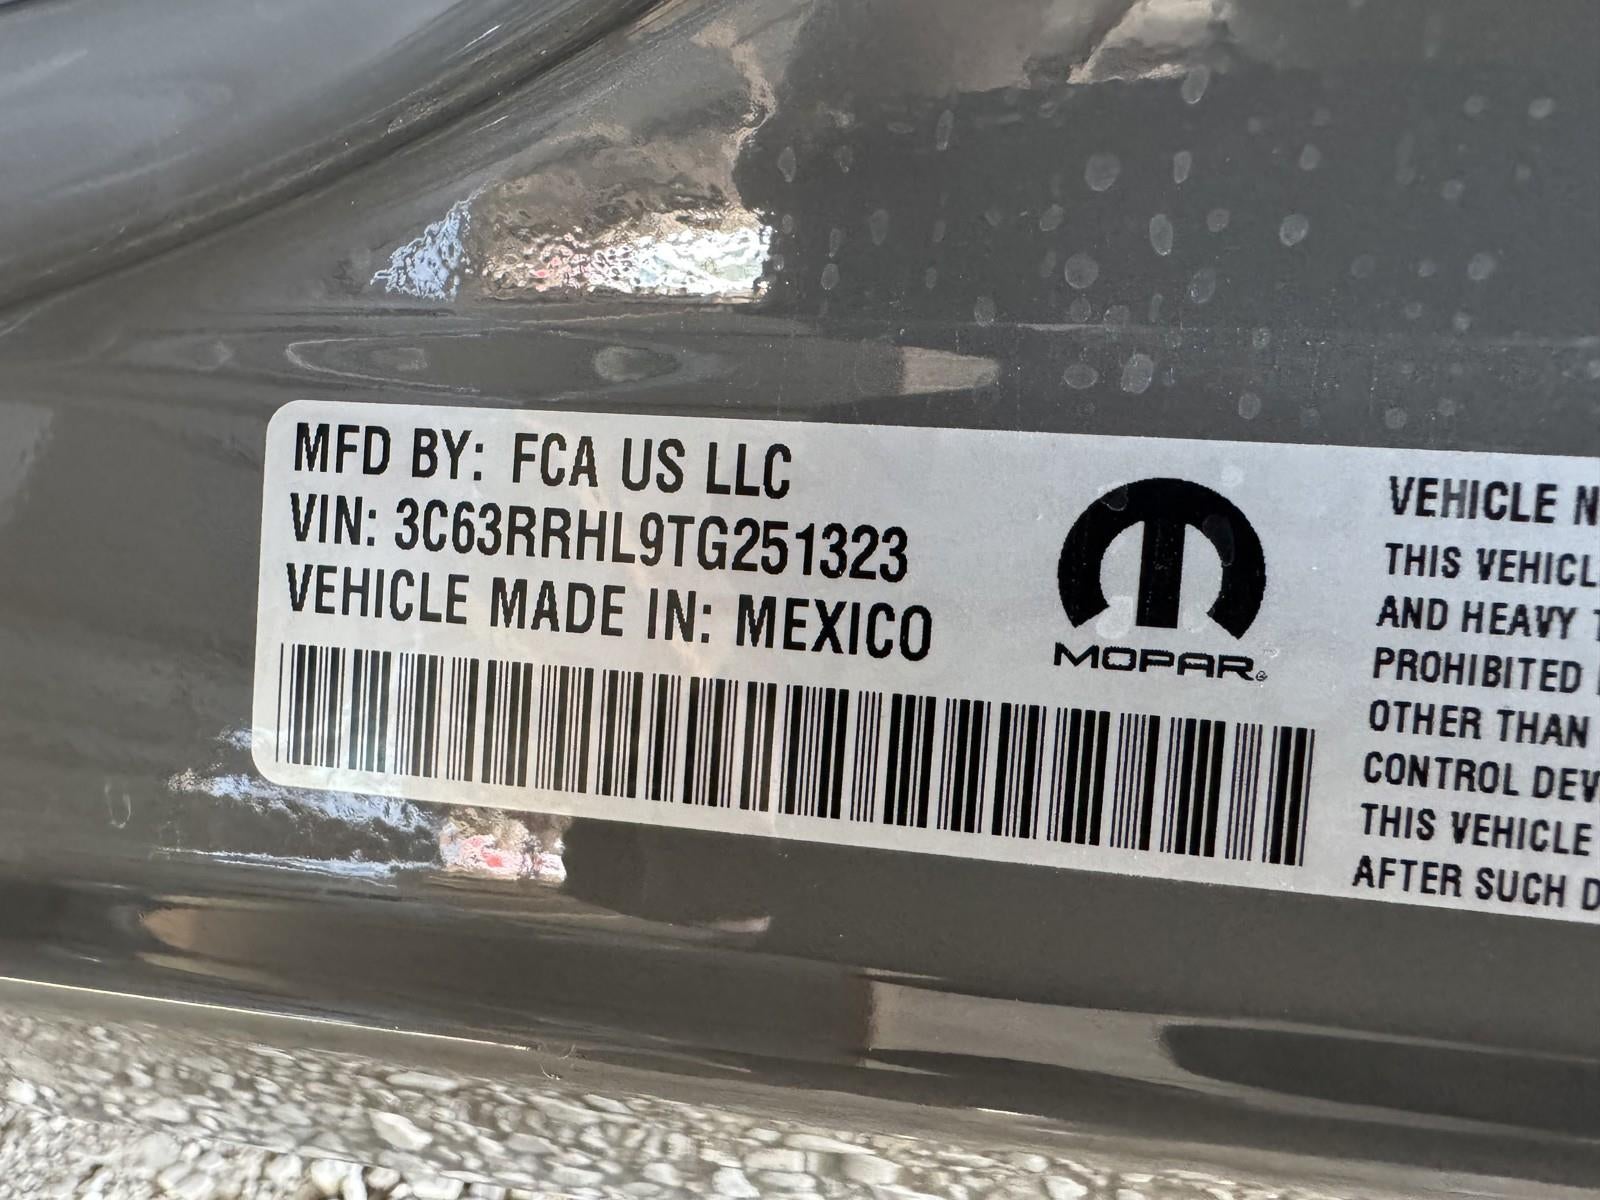 MFD BY: FCA US LLC
VIN: 3C63RRHL9TG251323
VEHICLE MADE IN: MEXICO
MOPAR
VEHICLE
THIS VEHICL
AND HEAVY
PROHIBITED
OTHER THAN
CONTROL DEV
THIS VEHICLE
AFTER SUCH D